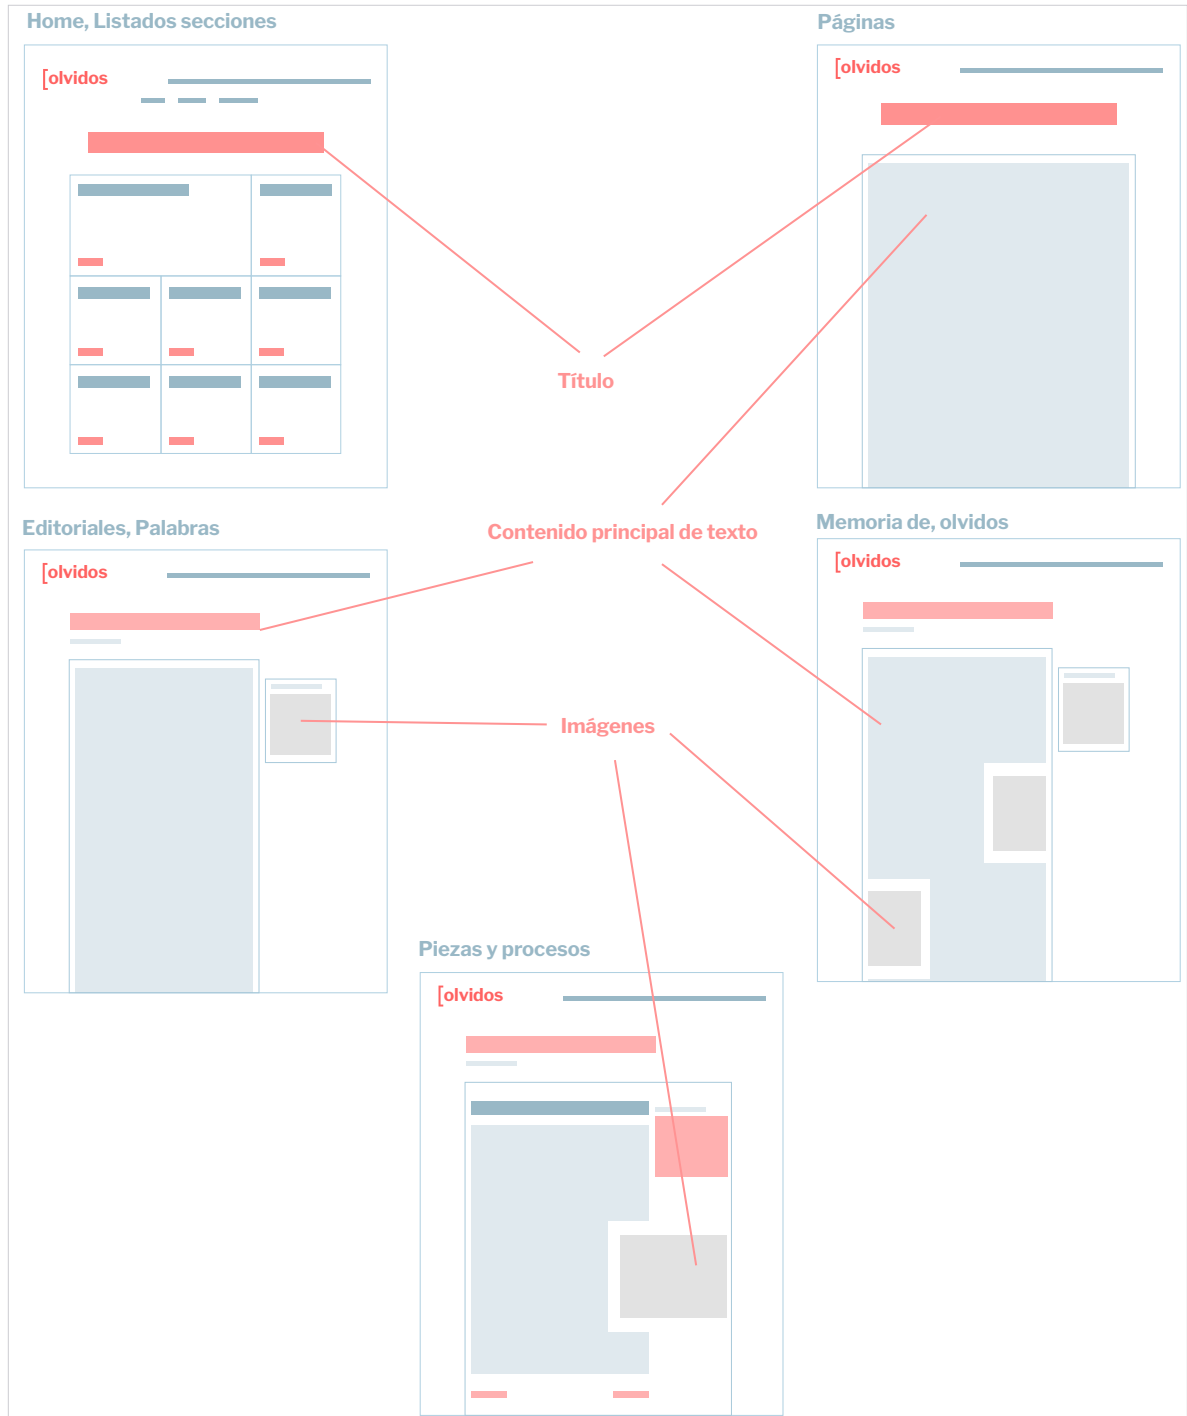 Home, Listados secciones
Páginas
[olvidos
[olvidos
Título
Contenido principal de texto
Editoriales, Palabras
Memoria de, olvidos
[olvidos
[olvidos
Imágenes
Piezas y procesos
[olvidos